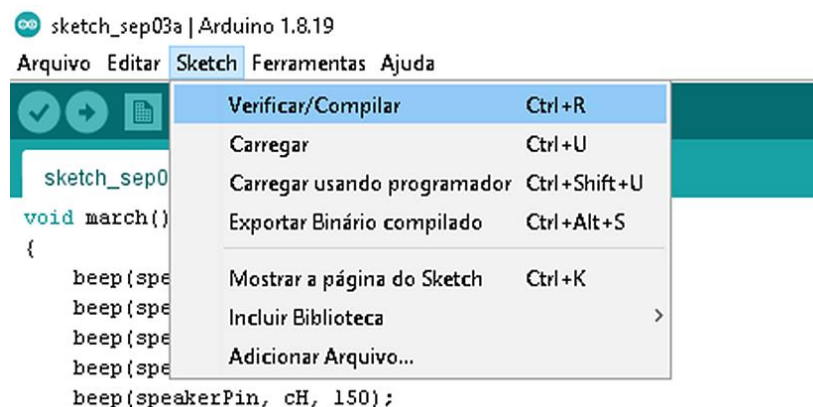 sketch_sep03a | Arduino 1.8.19
Arquivo Editar Sketch Ferramentas Ajuda
Verificar/Compilar Ctrl+R
Carregar Ctrl+U
sketch_sep0
Carregar usando programador Ctrl+Shift+U
void march()
Exportar Binário compilado Ctrl+Alt+S
{
beep(spe
Mostrar a página do Sketch Ctrl+K
beep(spe
Incluir Biblioteca >
beep(spe
Adicionar Arquivo...
beep(spe
beep(speakerPin, cH, 150);